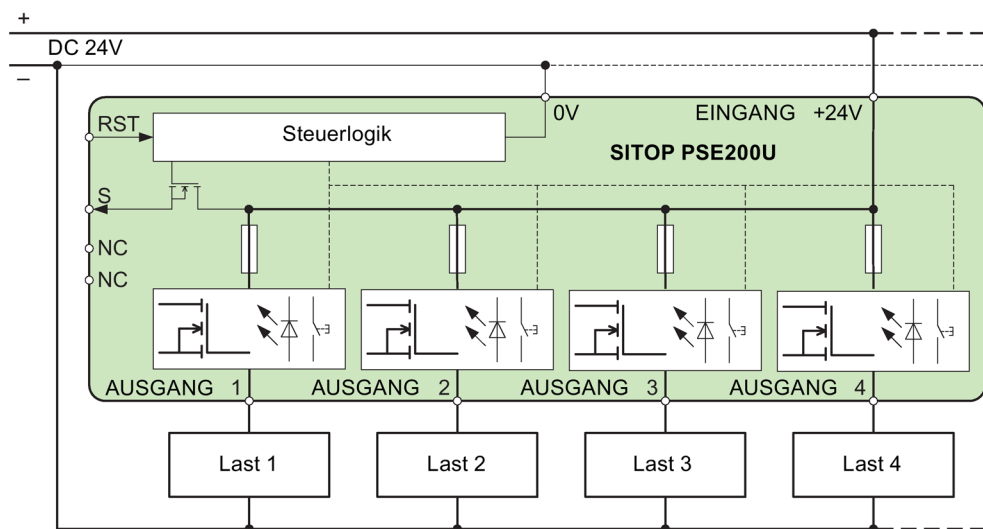 +
DC 24V
–
RST
Steuerlogik
0V
EINGANG +24V
SITOP PSE200U
S
NC
NC
AUSGANG 1
AUSGANG 2
AUSGANG 3
AUSGANG 4
Last 1
Last 2
Last 3
Last 4